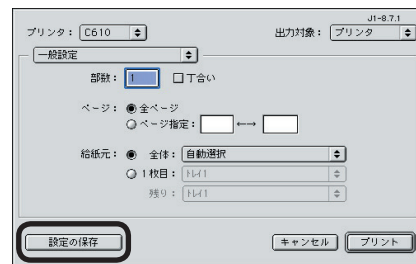 J1-8.7.1
プリンタ： C610 出力対象： プリンタ
一般設定
部数： 1 丁合い
ページ： 全ページ
ページ指定：
給紙元： 全体： 自動選択
1枚目： トレイ1
残り： トレイ1
設定の保存 キャンセル プリント